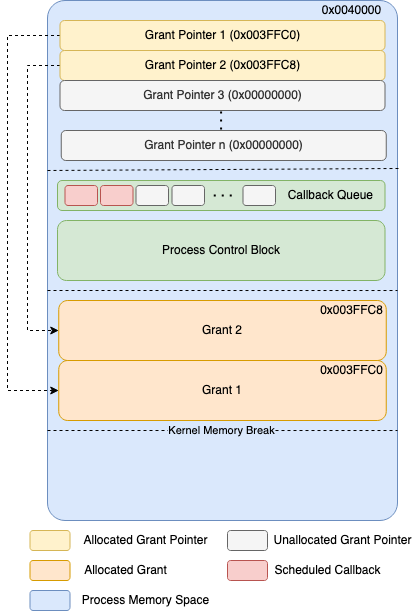 0x0040000
Grant Pointer 1 (0x003FFC0)
Grant Pointer 2 (0x003FFC8)
Grant Pointer 3 (0x00000000)
Grant Pointer n (0x00000000)
Callback Queue
Process Control Block
0x003FFC8
Grant 2
0x003FFC0
Grant 1
Kernel Memory Break
Allocated Grant Pointer
Unallocated Grant Pointer
Allocated Grant
Scheduled Callback
Process Memory Space